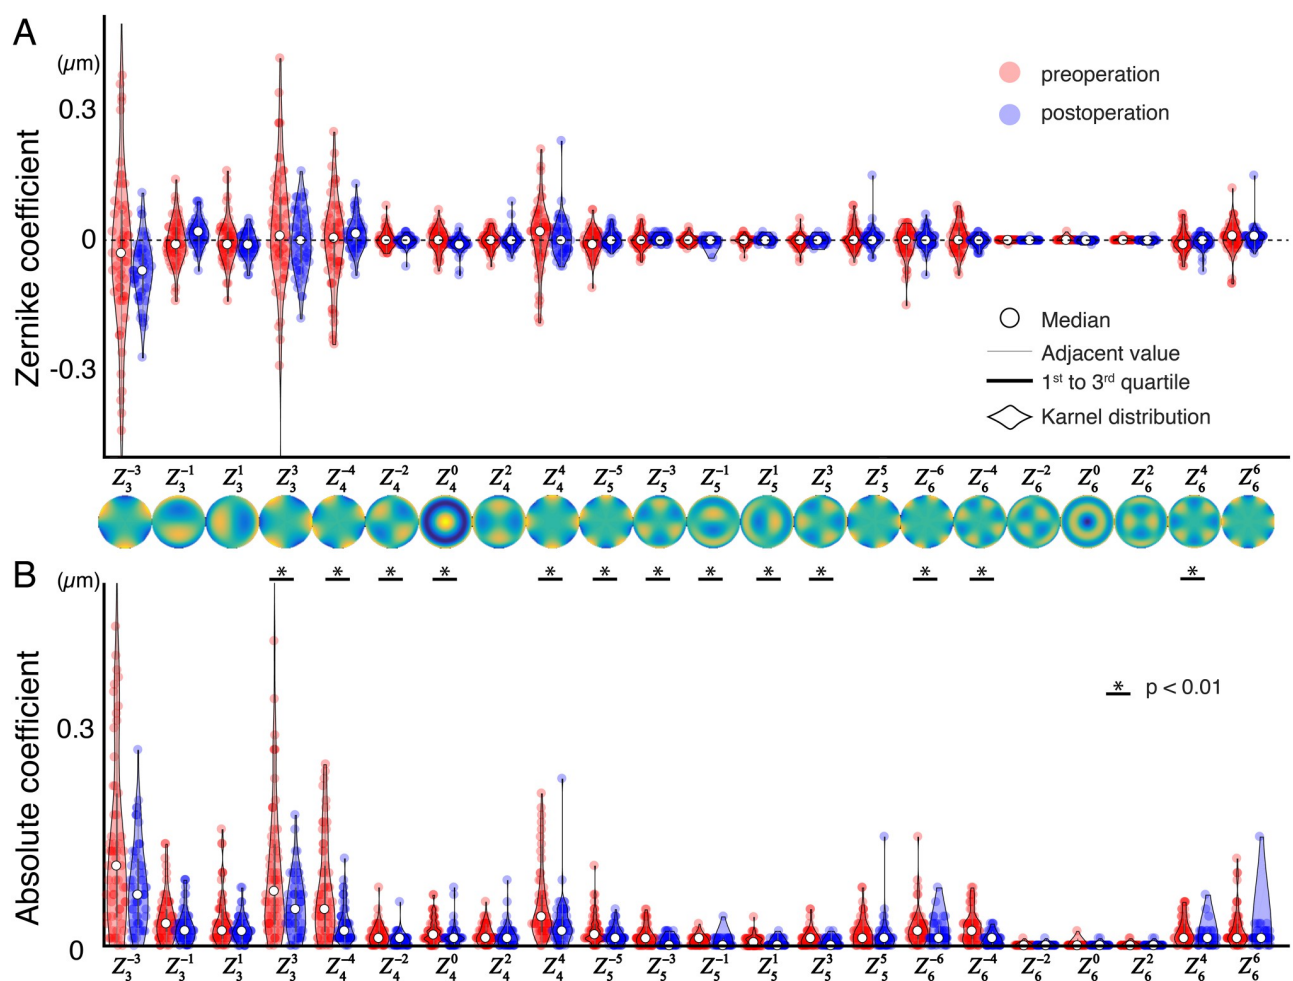 A
(µm)
0.3
0
-0.3
Zernike coefficient
preoperation
postoperation
Median
Adjacent value
1st to 3rd quartile
Karnel distribution
Z₃⁻³ Z₃⁻¹ Z₃¹ Z₃³ Z₄⁻⁴ Z₄⁻² Z₄⁰ Z₄² Z₄⁴ Z₅⁻⁵ Z₅⁻³ Z₅⁻¹ Z₅¹ Z₅³ Z₅⁵ Z₆⁻⁶ Z₆⁻⁴ Z₆⁻² Z₆⁰ Z₆² Z₆⁴ Z₆⁶
B
(µm)
* * * * * * * * * * * * *
* p < 0.01
0.3
0
Absolute coefficient
Z₃⁻³ Z₃⁻¹ Z₃¹ Z₃³ Z₄⁻⁴ Z₄⁻² Z₄⁰ Z₄² Z₄⁴ Z₅⁻⁵ Z₅⁻³ Z₅⁻¹ Z₅¹ Z₅³ Z₅⁵ Z₆⁻⁶ Z₆⁻⁴ Z₆⁻² Z₆⁰ Z₆² Z₆⁴ Z₆⁶